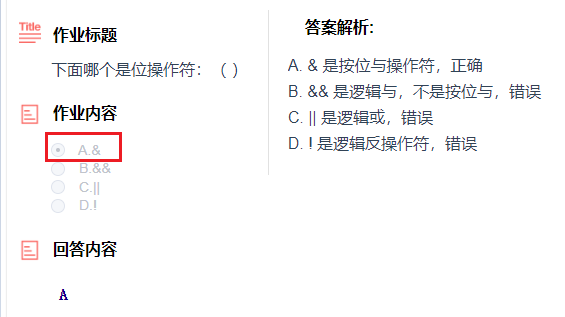 Title 作业标题
下面哪个是位操作符：（ ）
作业内容
A.&
B.&&
C.||
D.!
回答内容
A
答案解析:
A. & 是按位与操作符，正确
B. && 是逻辑与，不是按位与，错误
C. || 是逻辑或，错误
D. ! 是逻辑反操作符，错误